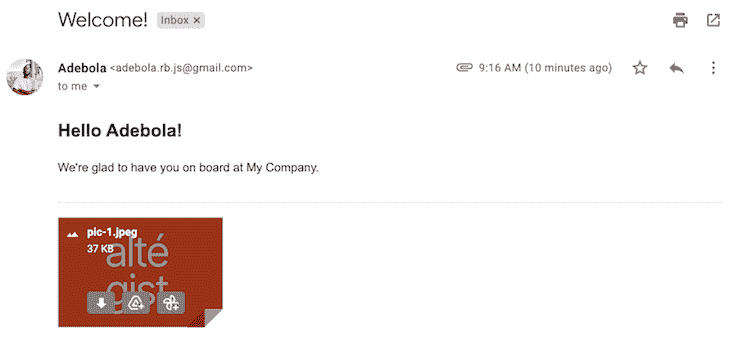 Welcome! Inbox ×
Adebola <adebola.rb.js@gmail.com> 9:16 AM (10 minutes ago)
to me
Hello Adebola!
We're glad to have you on board at My Company.
pic-1.jpeg
37 KB
alté
gist